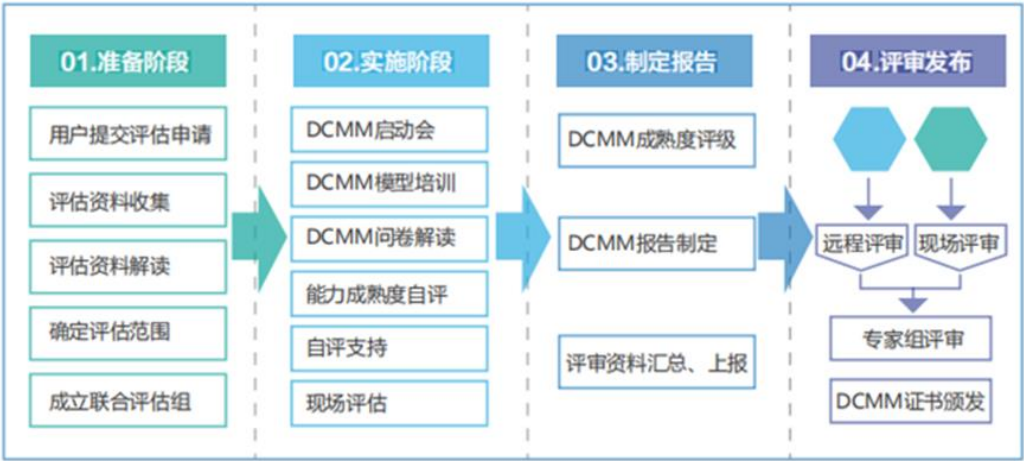 01.准备阶段
用户提交评估申请
评估资料收集
评估资料解读
确定评估范围
成立联合评估组
02.实施阶段
DCMM启动会
DCMM模型培训
DCMM问卷解读
能力成熟度自评
自评支持
现场评估
03.制定报告
DCMM成熟度评级
DCMM报告制定
评审资料汇总、上报
04.评审发布
远程评审
现场评审
专家组评审
DCMM证书颁发